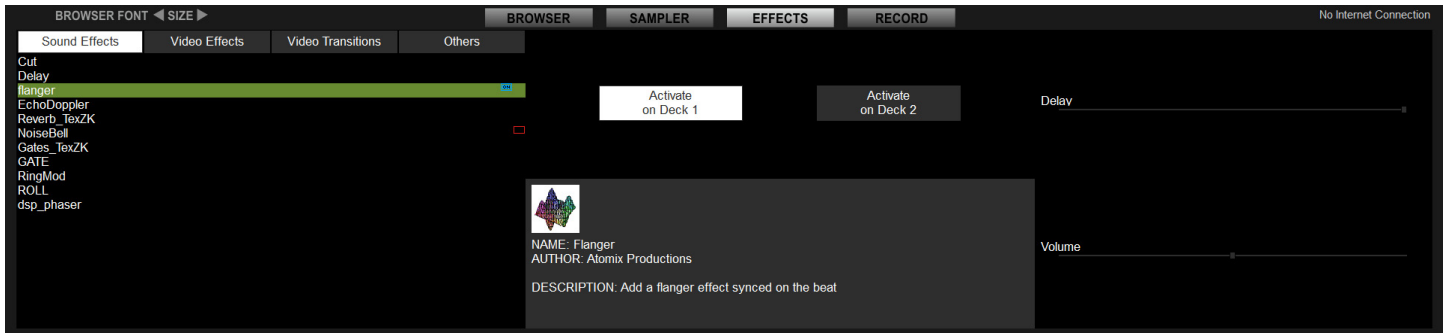 BROWSER FONT SIZE
BROWSER SAMPLER EFFECTS RECORD
No Internet Connection
Sound Effects Video Effects Video Transitions Others
Cut
Delay
flanger
EchoDoppler
Reverb_TexZK
NoiseBell
Gates_TexZK
GATE
RingMod
ROLL
dsp_phaser
Activate
on Deck 1
Activate
on Deck 2
NAME: Flanger
AUTHOR: Atomix Productions
DESCRIPTION: Add a flanger effect synced on the beat
Delay
Volume